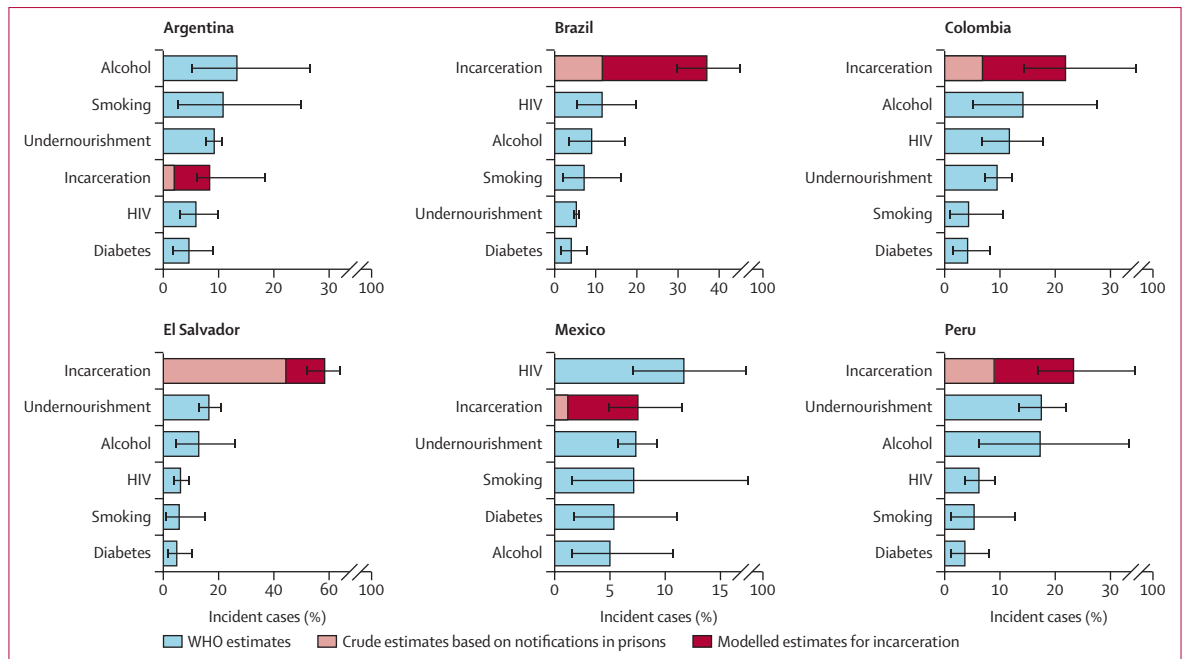 Argentina
Alcohol
Smoking
Undernourishment
Incarceration
HIV
Diabetes
0 10 20 30 100
Brazil
Incarceration
HIV
Alcohol
Smoking
Undernourishment
Diabetes
0 10 20 30 40 100
Colombia
Incarceration
Alcohol
HIV
Undernourishment
Smoking
Diabetes
0 10 20 30 100
El Salvador
Incarceration
Undernourishment
Alcohol
HIV
Smoking
Diabetes
0 20 40 60 100
Incident cases (%)
Mexico
HIV
Incarceration
Undernourishment
Smoking
Diabetes
Alcohol
0 5 10 15 100
Incident cases (%)
Peru
Incarceration
Undernourishment
Alcohol
HIV
Smoking
Diabetes
0 10 20 30 100
Incident cases (%)
WHO estimates Crude estimates based on notifications in prisons Modelled estimates for incarceration